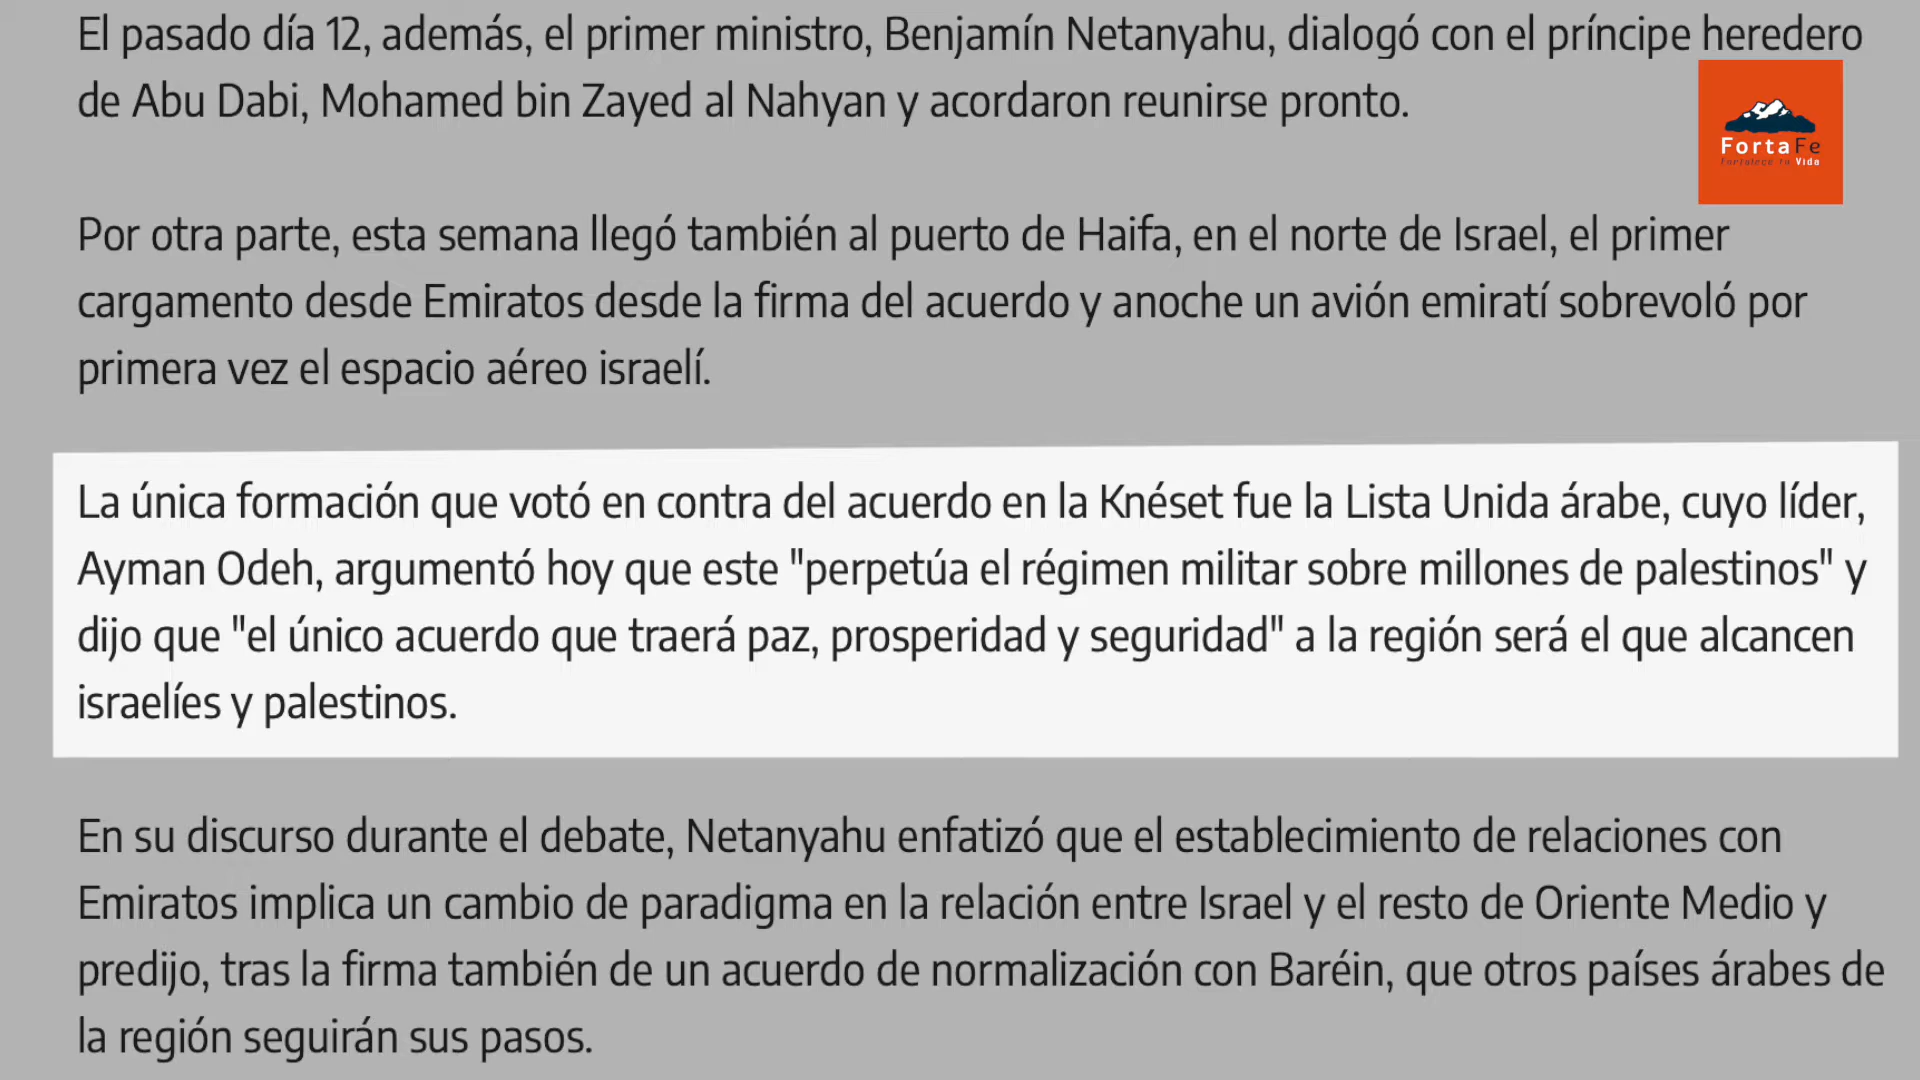 El pasado día 12, además, el primer ministro, Benjamín Netanyahu, dialogó con el príncipe heredero
de Abu Dabi, Mohamed bin Zayed al Nahyan y acordaron reunirse pronto.
FortaFe
Fortalece tu Vida
Por otra parte, esta semana llegó también al puerto de Haifa, en el norte de Israel, el primer
cargamento desde Emiratos desde la firma del acuerdo y anoche un avión emiratí sobrevoló por
primera vez el espacio aéreo israelí.
La única formación que votó en contra del acuerdo en la Knéset fue la Lista Unida árabe, cuyo líder,
Ayman Odeh, argumentó hoy que este "perpetúa el régimen militar sobre millones de palestinos" y
dijo que "el único acuerdo que traerá paz, prosperidad y seguridad" a la región será el que alcancen
israelíes y palestinos.
En su discurso durante el debate, Netanyahu enfatizó que el establecimiento de relaciones con
Emiratos implica un cambio de paradigma en la relación entre Israel y el resto de Oriente Medio y
predijo, tras la firma también de un acuerdo de normalización con Baréin, que otros países árabes de
la región seguirán sus pasos.